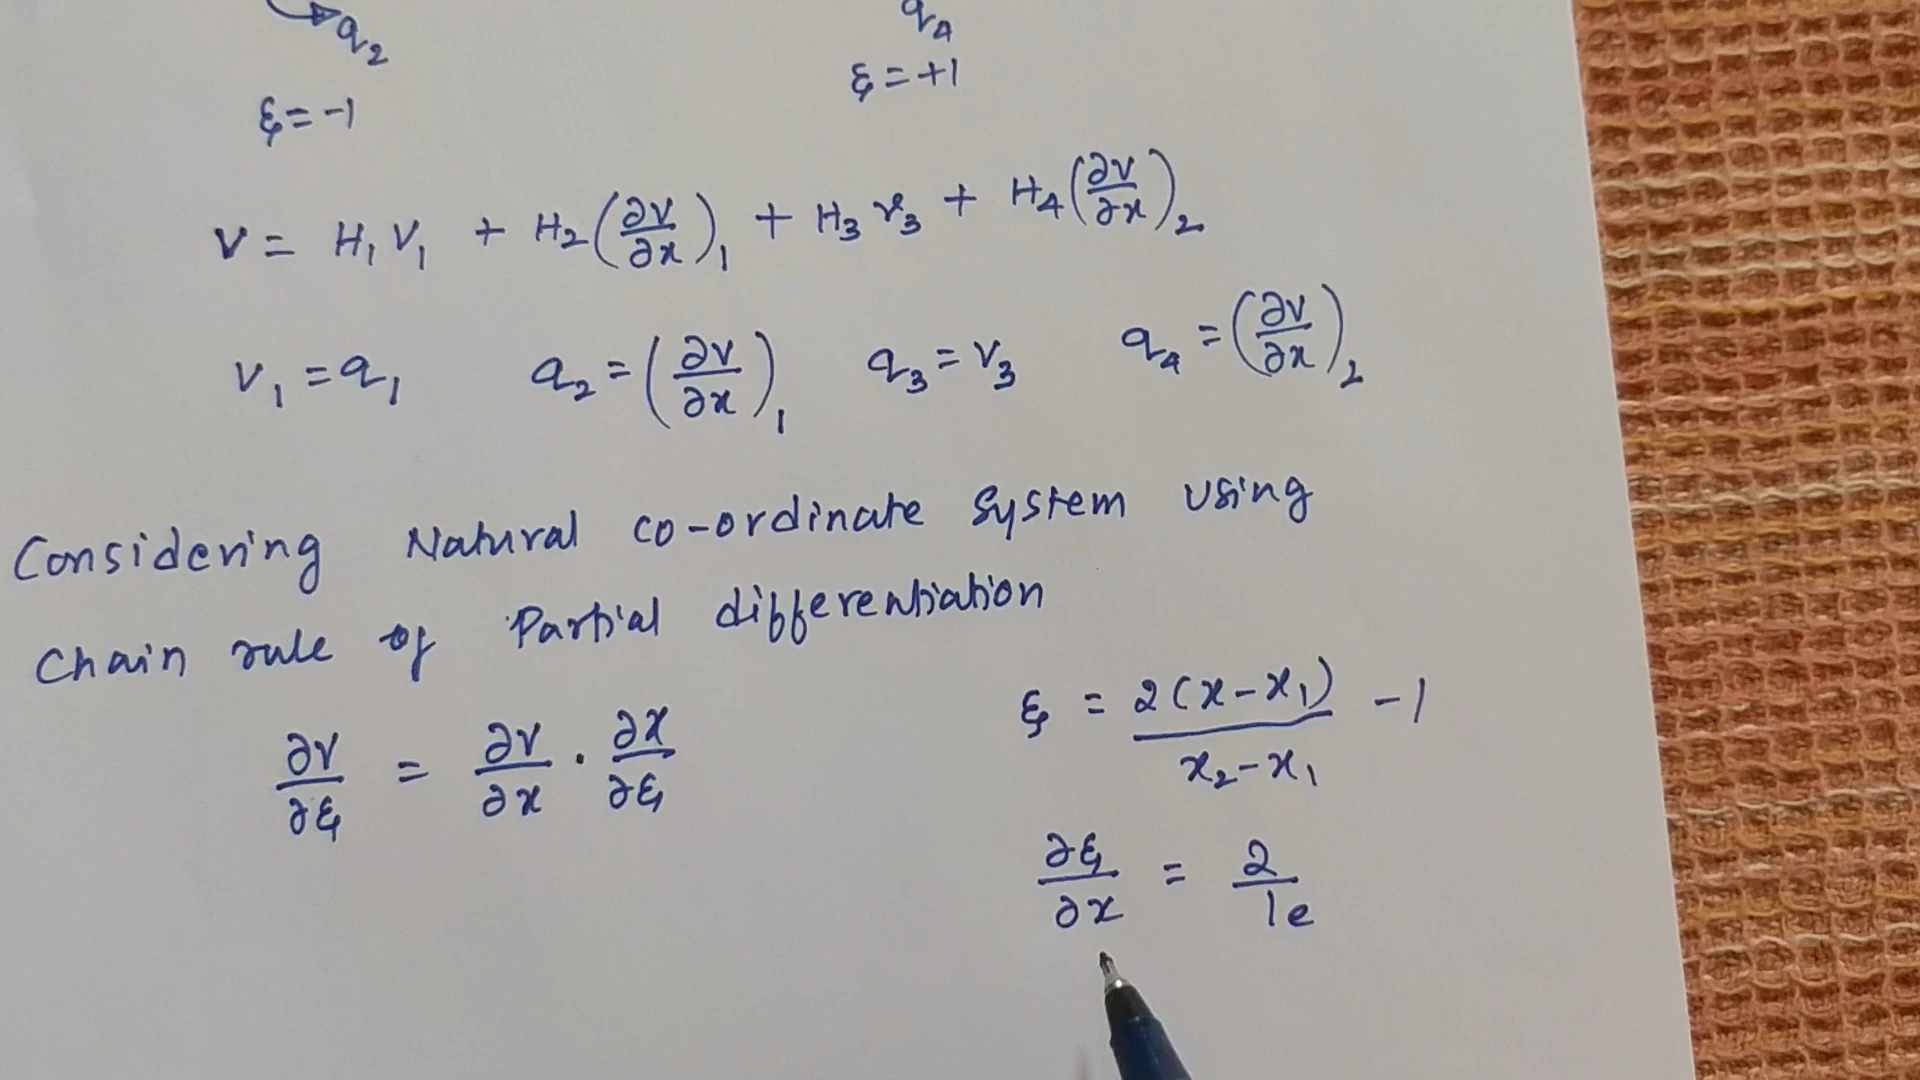 q₂ q₄
ξ = -1 ξ = +1
v = H₁ v₁ + H₂ (∂v/∂x)₁ + H₃ v₃ + H₄ (∂v/∂x)₂
v₁ = q₁ q₂ = (∂v/∂x)₁ q₃ = v₃ q₄ = (∂v/∂x)₂
Considering Natural co-ordinate system using
Chain rule of Partial differentiation
∂v/∂ξ = ∂v/∂x · ∂x/∂ξ
ξ = 2(x-x₁)/(x₂-x₁) - 1
∂ξ/∂x = 2/le